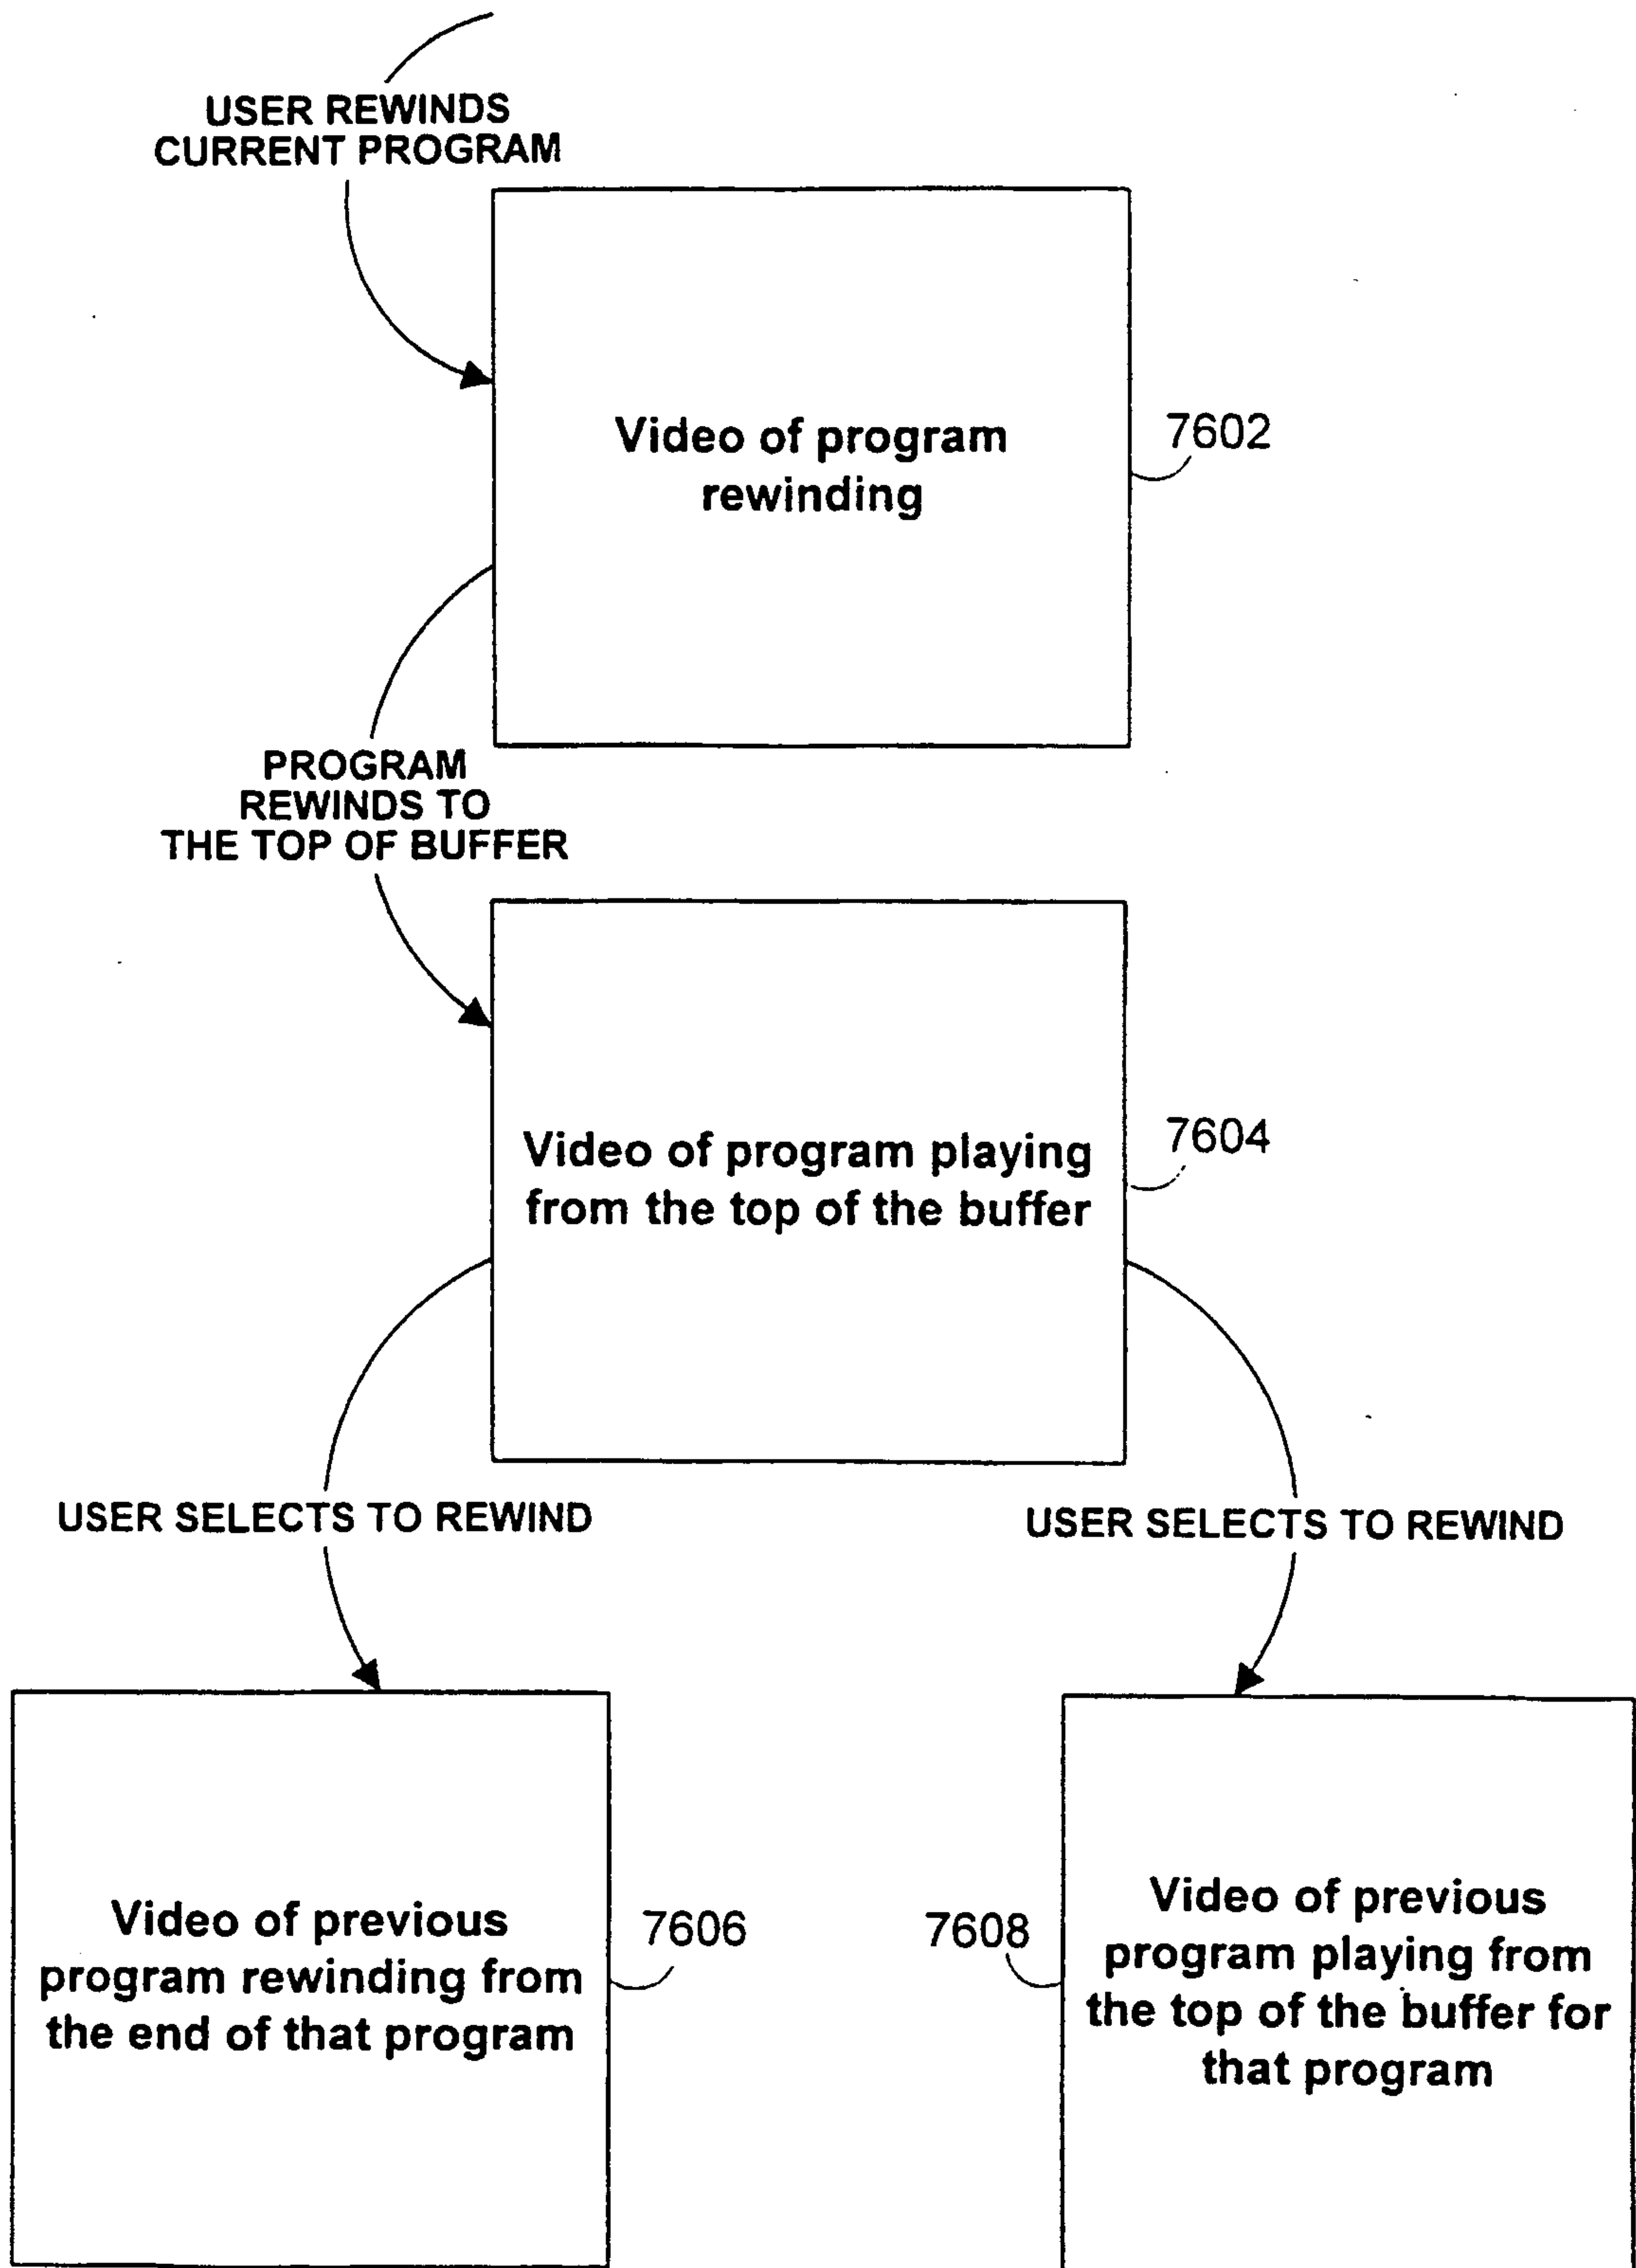 USER REWINDS
CURRENT PROGRAM
Video of program
rewinding
7602
PROGRAM
REWINDS TO
THE TOP OF BUFFER
Video of program playing
from the top of the buffer
7604
USER SELECTS TO REWIND
USER SELECTS TO REWIND
Video of previous
program rewinding from
the end of that program
7606
7608
Video of previous
program playing from
the top of the buffer for
that program